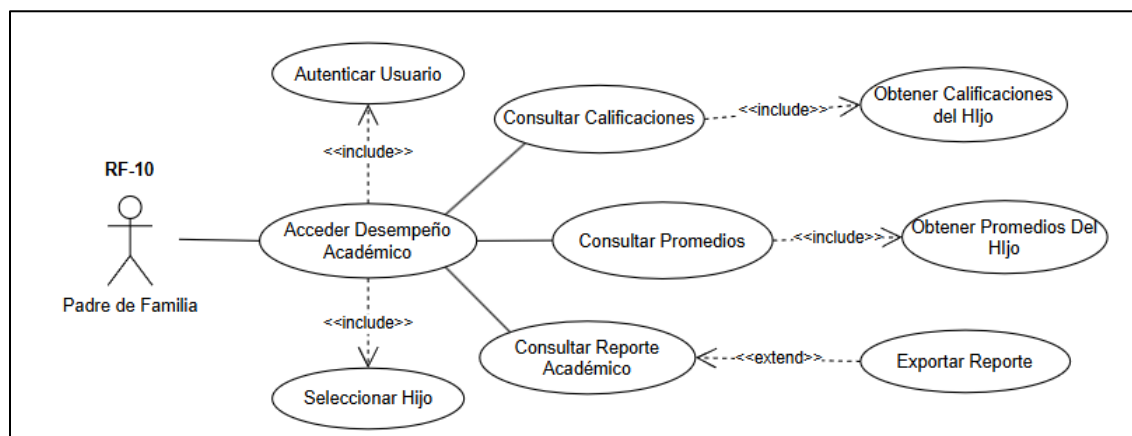 Autenticar Usuario
<<include>>
RF-10
Padre de Familia
Acceder Desempeño
Académico
<<include>>
Seleccionar Hijo
Consultar Calificaciones
<<include>>
Obtener Calificaciones
del HIjo
Consultar Promedios
<<include>>
Obtener Promedios Del
HIjo
Consultar Reporte
Académico
<<extend>>
Exportar Reporte